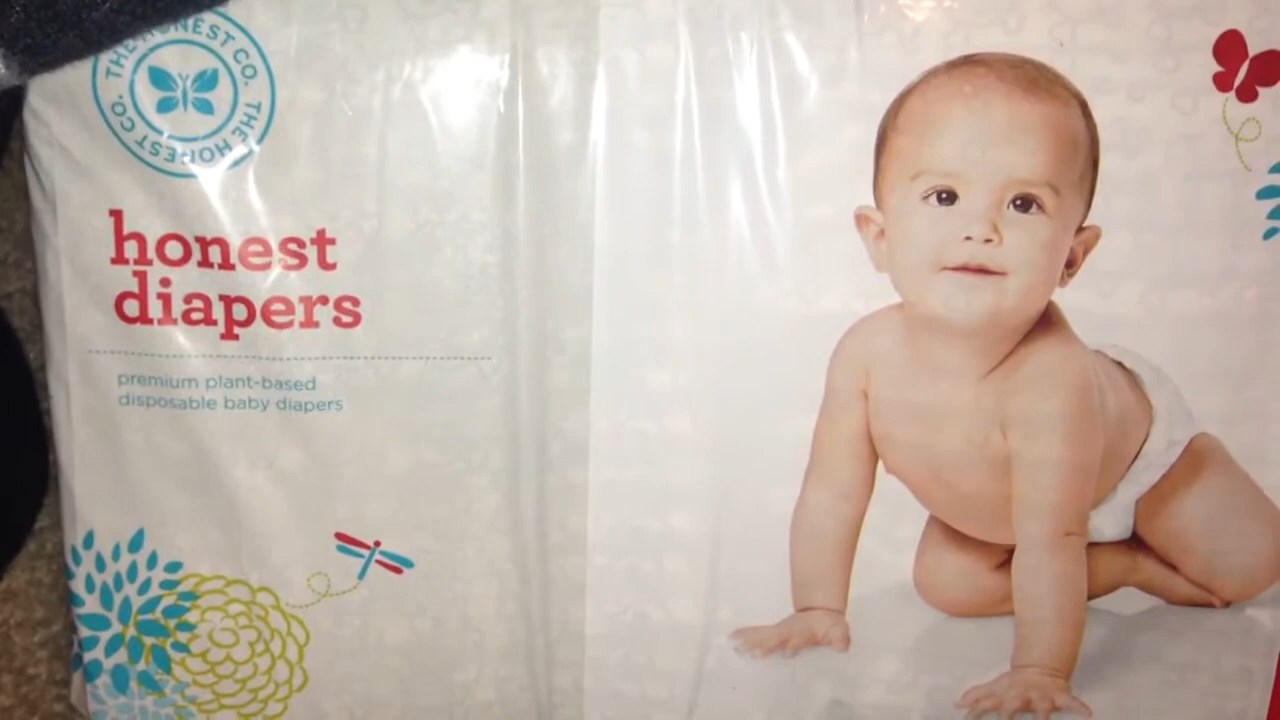 THE HONEST CO. THE HONEST CO.
honest
diapers
premium plant-based
disposable baby diapers